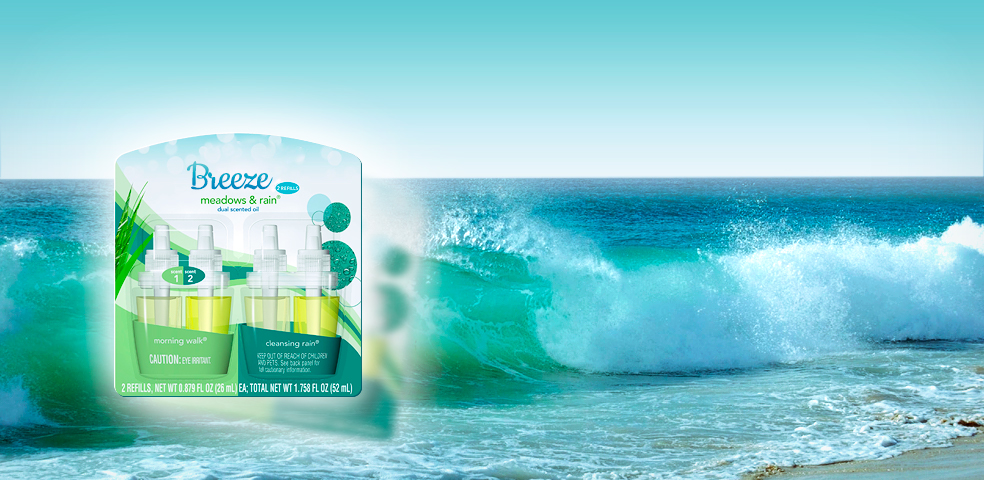 Breeze
2 REFILLS
meadows & rain®
dual scented oil
scent 1
scent 2
morning walk®
CAUTION: EYE IRRITANT.
cleansing rain®
KEEP OUT OF REACH OF CHILDREN
AND PETS. See back panel for
full cautionary information.
2 REFILLS, NET WT 0.879 FL OZ (26 mL) EA; TOTAL NET WT 1.758 FL OZ (52 mL)